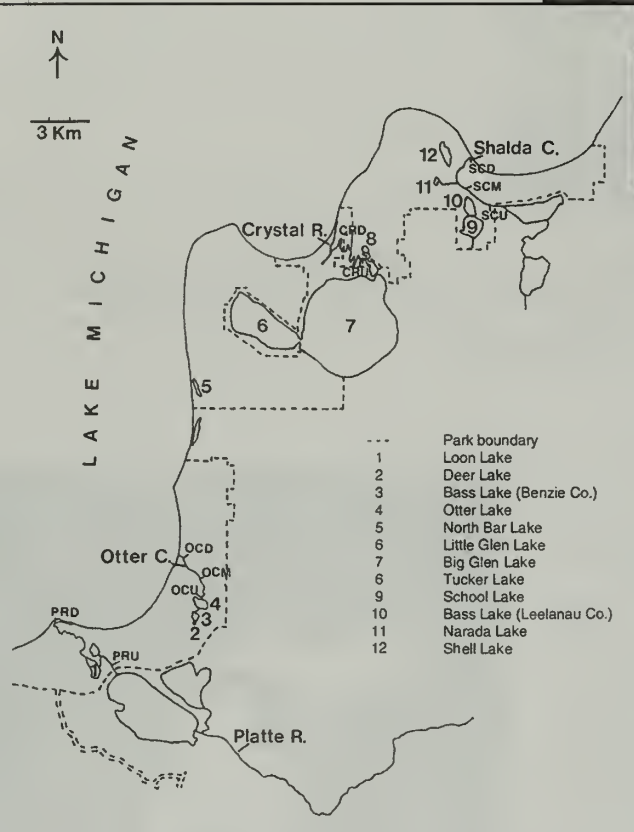 N
3 Km
LAKE MICHIGAN
12
Shalda C.
SCD
11
SCM
10
SCU
9
Crystal R.
CRD
8
CRU
6
7
5
--- Park boundary
1 Loon Lake
2 Deer Lake
3 Bass Lake (Benzie Co.)
4 Otter Lake
5 North Bar Lake
6 Little Glen Lake
7 Big Glen Lake
6 Tucker Lake
9 School Lake
10 Bass Lake (Leelanau Co.)
11 Narada Lake
12 Shell Lake
OCD
Otter C.
OCM
OCU
4
3
2
PRD
PRU
Platte R.